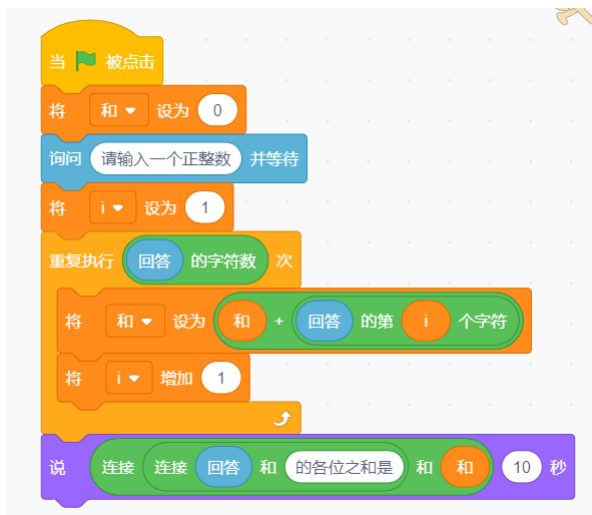 当 被点击
将 和 设为 0
询问 请输入一个正整数 并等待
将 i 设为 1
重复执行 回答 的字符数 次
将 和 设为 和 + 回答 的第 i 个字符
将 i 增加 1
说 连接 连接 回答 和 的各位之和是 和 和 10 秒